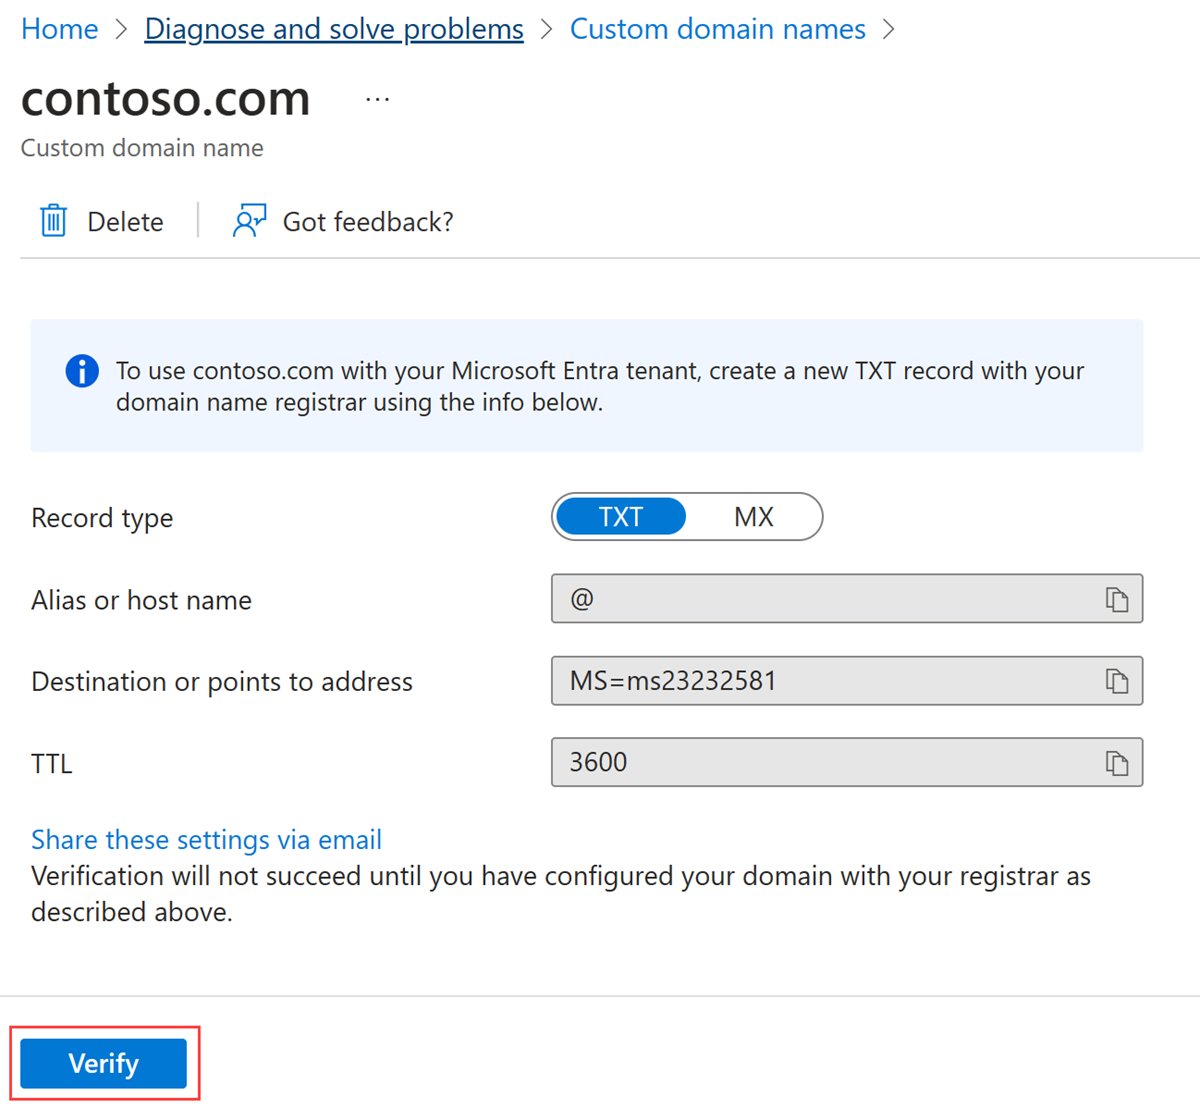 Home > Diagnose and solve problems > Custom domain names >
contoso.com ...
Custom domain name
Delete | Got feedback?
To use contoso.com with your Microsoft Entra tenant, create a new TXT record with your
domain name registrar using the info below.
Record type TXT MX
Alias or host name @
Destination or points to address MS=ms23232581
TTL 3600
Share these settings via email
Verification will not succeed until you have configured your domain with your registrar as
described above.
Verify